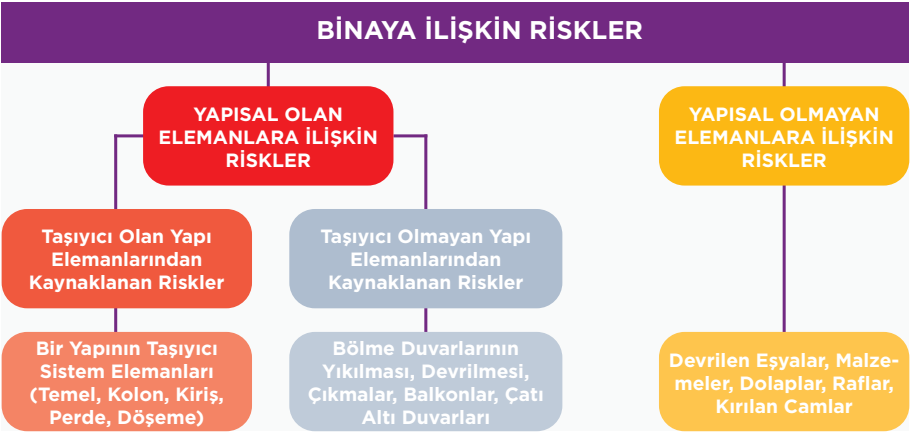 BİNAYA İLİŞKİN RİSKLER
YAPISAL OLAN
ELEMANLARA İLİŞKİN
RİSKLER
YAPISAL OLMAYAN
ELEMANLARA İLİŞKİN
RİSKLER
Taşıyıcı Olan Yapı
Elemanlarından
Kaynaklanan Riskler
Taşıyıcı Olmayan Yapı
Elemanlarından
Kaynaklanan Riskler
Bir Yapının Taşıyıcı
Sistem Elemanları
(Temel, Kolon, Kiriş,
Perde, Döşeme)
Bölme Duvarlarının
Yıkılması, Devrilmesi,
Çıkmalar, Balkonlar, Çatı
Altı Duvarları
Devrilen Eşyalar, Malze-
meler, Dolaplar, Raflar,
Kırılan Camlar